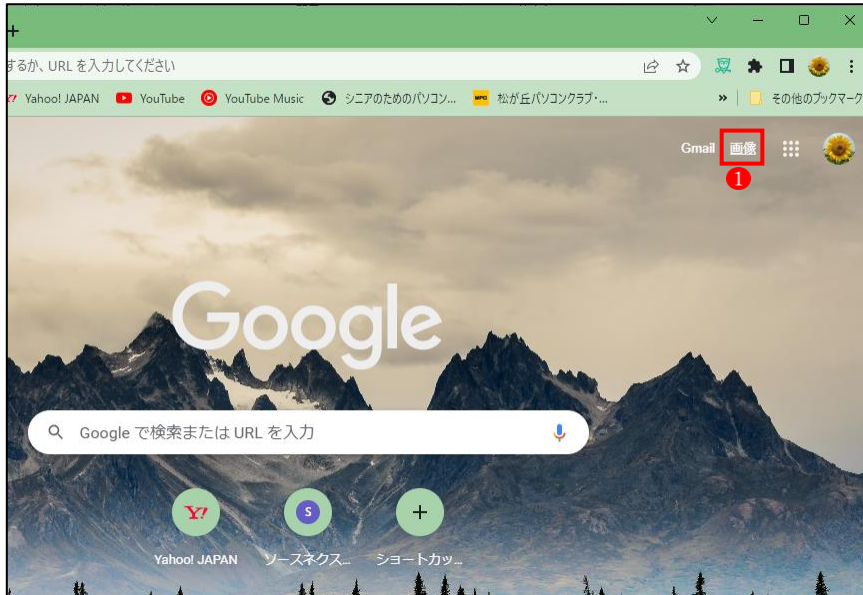 するか、URL を入力してください
Yahoo! JAPAN YouTube YouTube Music シニアのためのパソコン... MPC 松が丘パソコンクラブ・... » その他のブックマーク
Gmail 画像
1
Google
Google で検索または URL を入力
Y! S
Yahoo! JAPAN ソースネクス... ショートカッ...